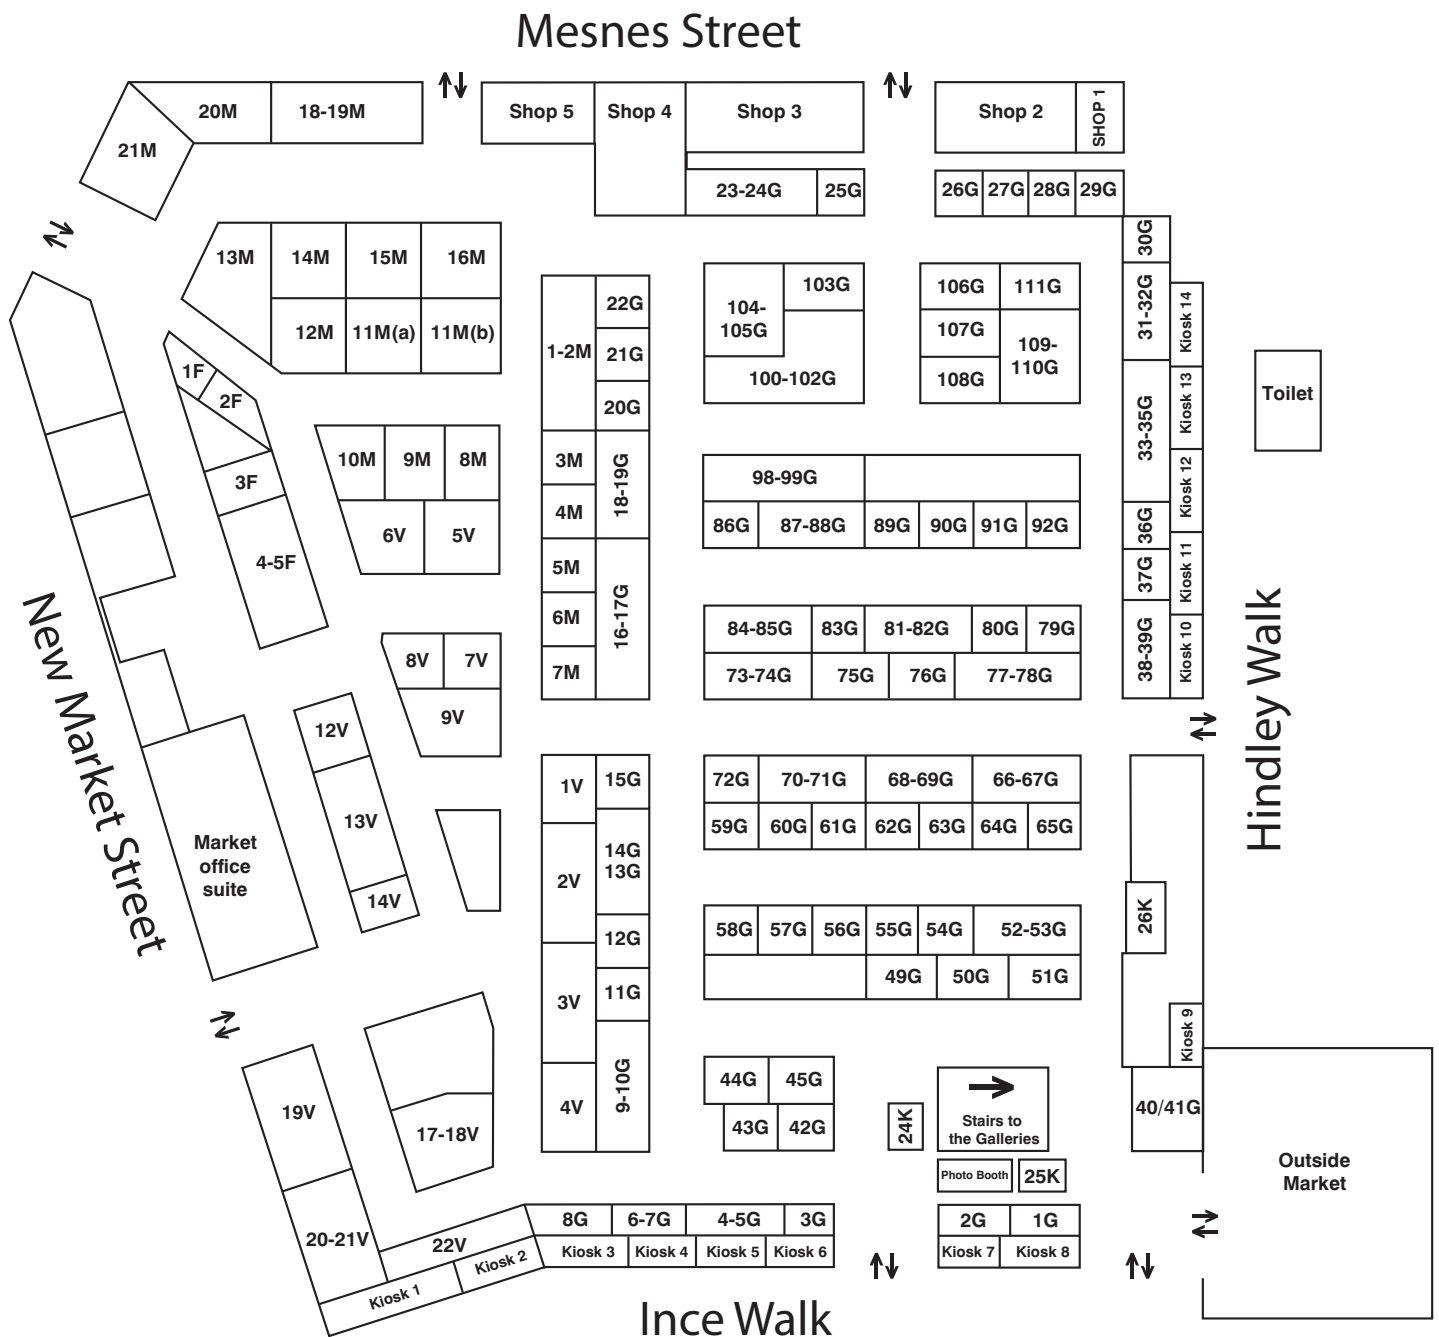 Mesnes Street
20M
18-19M
21M
Shop 5
Shop 4
Shop 3
Shop 2
SHOP 1
23-24G
25G
26G
27G
28G
29G
30G
13M
14M
15M
16M
12M
11M(a)
11M(b)
1-2M
22G
21G
20G
103G
104-
105G
100-102G
106G
111G
107G
109-
110G
108G
31-32G
Kiosk 14
Kiosk 13
33-35G
Toilet
1F
2F
3F
4-5F
10M
9M
8M
6V
5V
3M
4M
18-19G
98-99G
86G
87-88G
89G
90G
91G
92G
Kiosk 12
36G
37G
Kiosk 11
5M
6M
7M
16-17G
84-85G
83G
81-82G
80G
79G
73-74G
75G
76G
77-78G
38-39G
Kiosk 10
8V
7V
9V
New Market Street
Hindley Walk
12V
13V
14V
Market
office
suite
1V
15G
2V
14G
13G
12G
3V
11G
4V
9-10G
72G
70-71G
68-69G
66-67G
59G
60G
61G
62G
63G
64G
65G
58G
57G
56G
55G
54G
52-53G
49G
50G
51G
26K
Kiosk 9
40/41G
44G
45G
43G
42G
24K
Stairs to
the Galleries
Photo Booth
25K
Outside
Market
19V
17-18V
20-21V
22V
8G
6-7G
4-5G
3G
2G
1G
Kiosk 1
Kiosk 2
Kiosk 3
Kiosk 4
Kiosk 5
Kiosk 6
Kiosk 7
Kiosk 8
Ince Walk